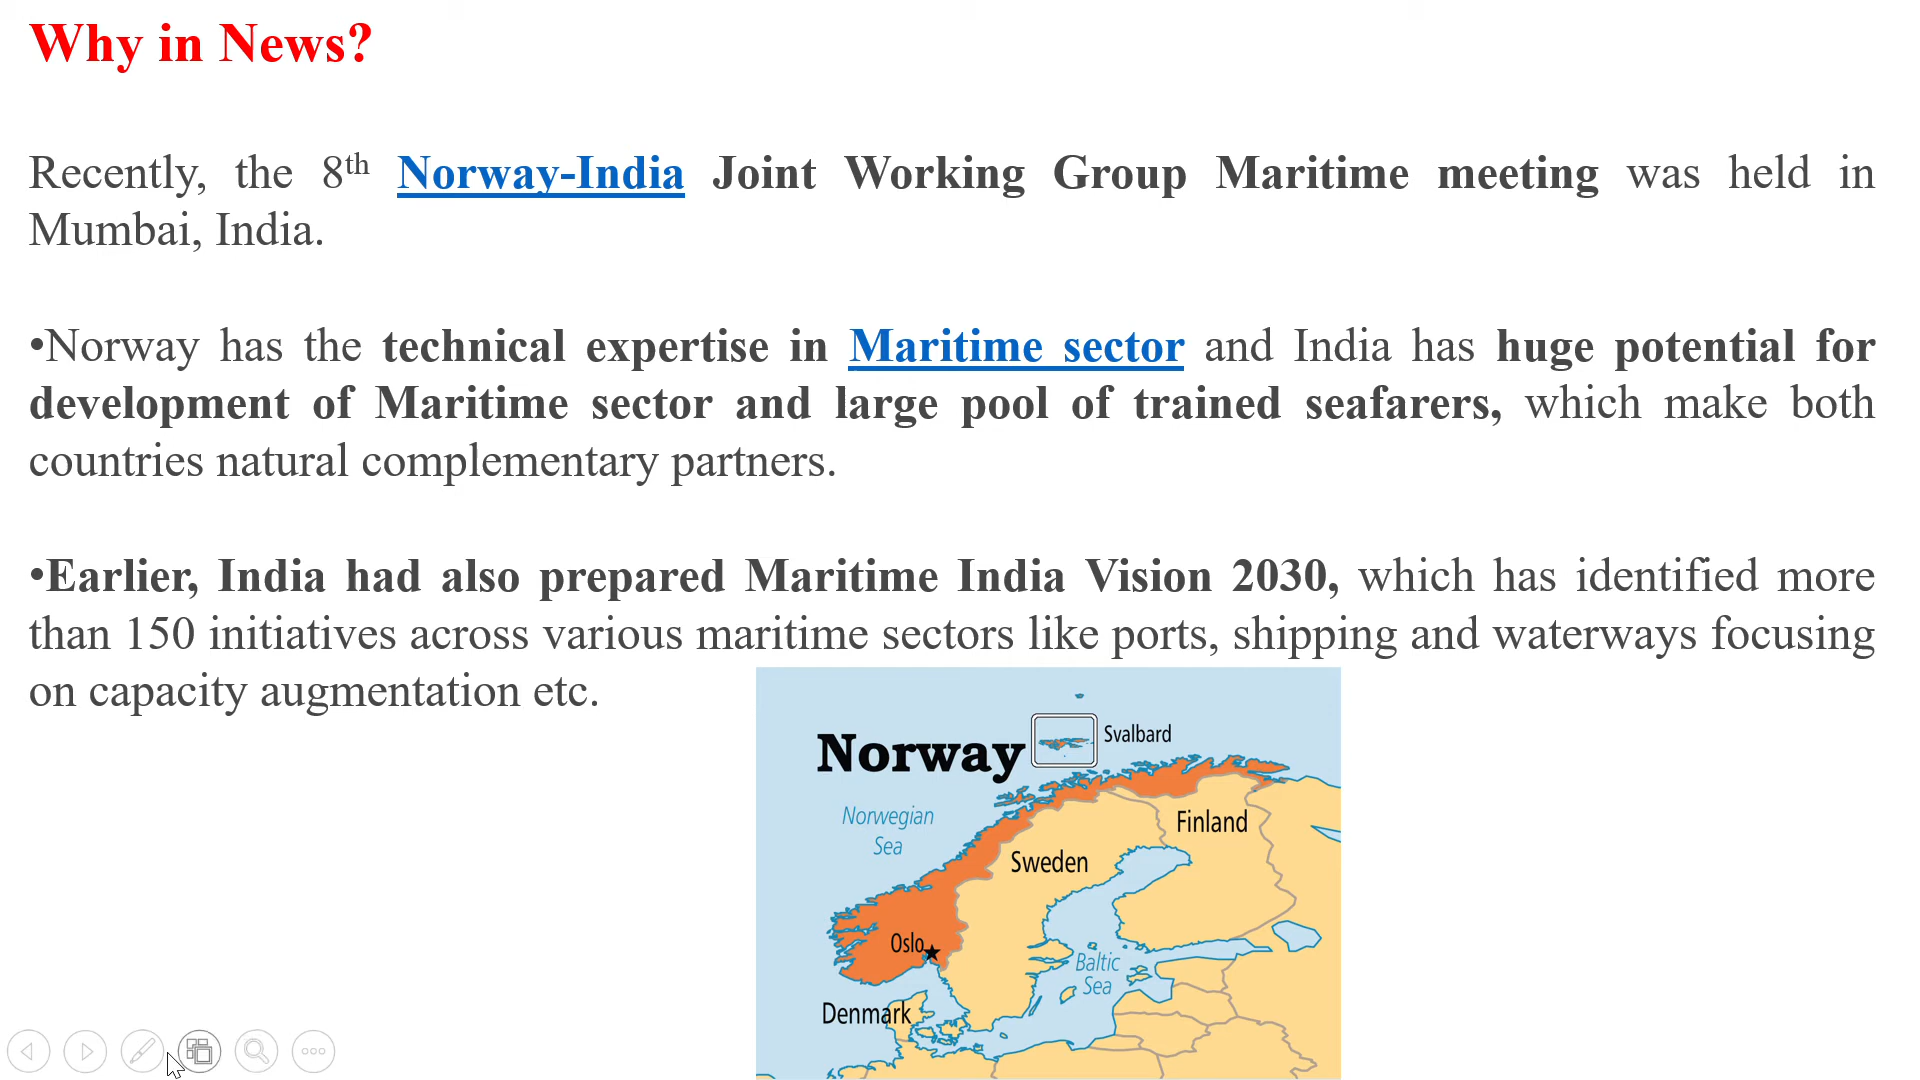 Why in News?
Recently, the 8th Norway-India Joint Working Group Maritime meeting was held in
Mumbai, India.
•Norway has the technical expertise in Maritime sector and India has huge potential for
development of Maritime sector and large pool of trained seafarers, which make both
countries natural complementary partners.
•Earlier, India had also prepared Maritime India Vision 2030, which has identified more
than 150 initiatives across various maritime sectors like ports, shipping and waterways focusing
on capacity augmentation etc.
Norway
Svalbard
Norwegian
Sea
Finland
Sweden
Oslo
Baltic
Sea
Denmark